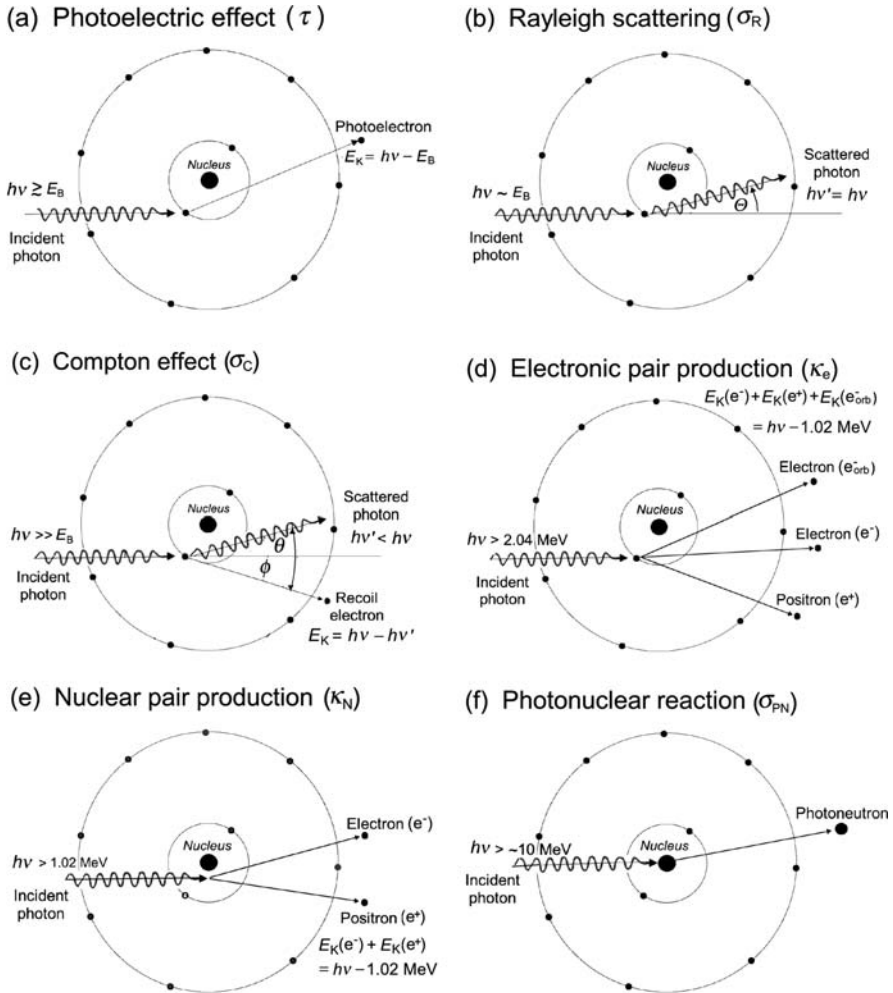 (a) Photoelectric effect (τ)
Photoelectron
Nucleus
E_K = hν − E_B
hν ≳ E_B
Incident
photon
(b) Rayleigh scattering (σ_R)
Nucleus
Scattered
photon
hν ~ E_B
hν' = hν
Θ
Incident
photon
(c) Compton effect (σ_C)
Nucleus
Scattered
photon
hν >> E_B
hν' < hν
θ
ϕ
Incident
photon
Recoil
electron
E_K = hν − hν'
(d) Electronic pair production (κ_e)
E_K(e⁻) + E_K(e⁺) + E_K(e⁻_orb)
= hν − 1.02 MeV
Electron (e⁻_orb)
Nucleus
hν > 2.04 MeV
Electron (e⁻)
Incident
photon
Positron (e⁺)
(e) Nuclear pair production (κ_N)
Electron (e⁻)
Nucleus
hν > 1.02 MeV
Incident
photon
Positron (e⁺)
E_K(e⁻) + E_K(e⁺)
= hν − 1.02 MeV
(f) Photonuclear reaction (σ_PN)
Photoneutron
Nucleus
hν > ~10 MeV
Incident
photon